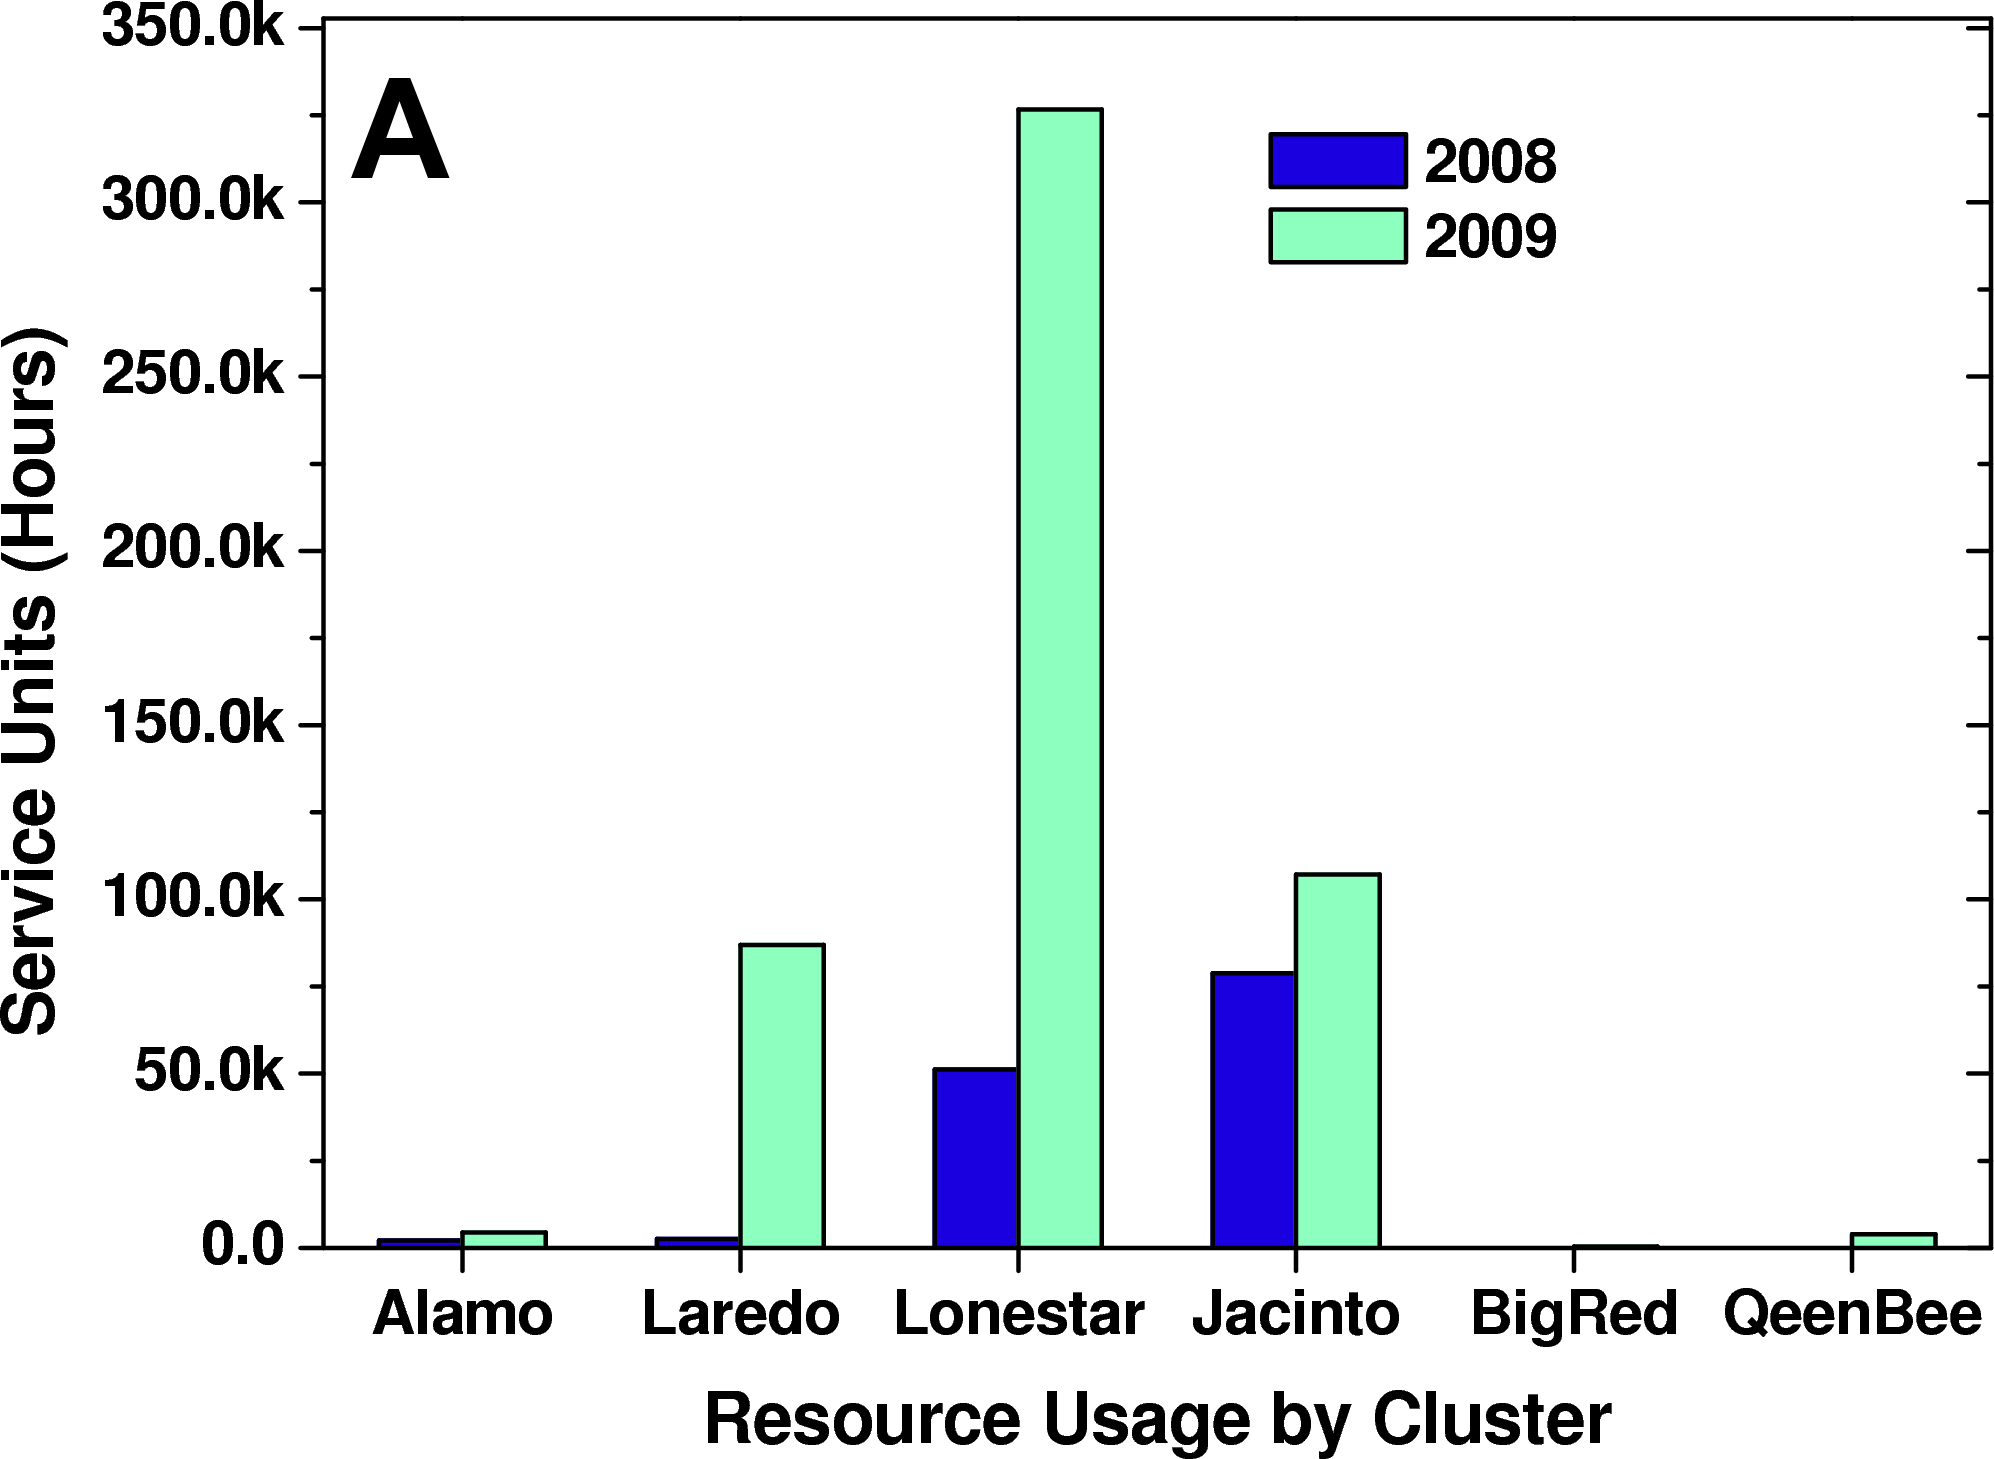 A
2008
2009
350.0k
300.0k
250.0k
200.0k
150.0k
100.0k
50.0k
0.0
Service Units (Hours)
Alamo Laredo Lonestar Jacinto BigRed QeenBee
Resource Usage by Cluster